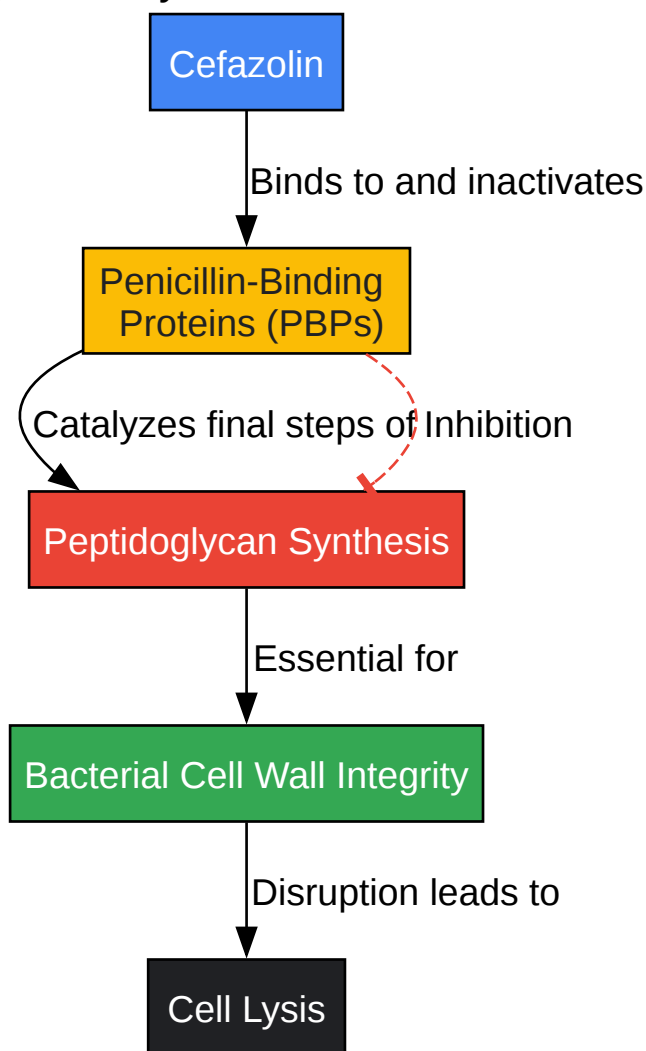 Cefazolin
Binds to and inactivates
Penicillin-Binding
Proteins (PBPs)
Catalyzes final steps of
Inhibition
Peptidoglycan Synthesis
Essential for
Bacterial Cell Wall Integrity
Disruption leads to
Cell Lysis